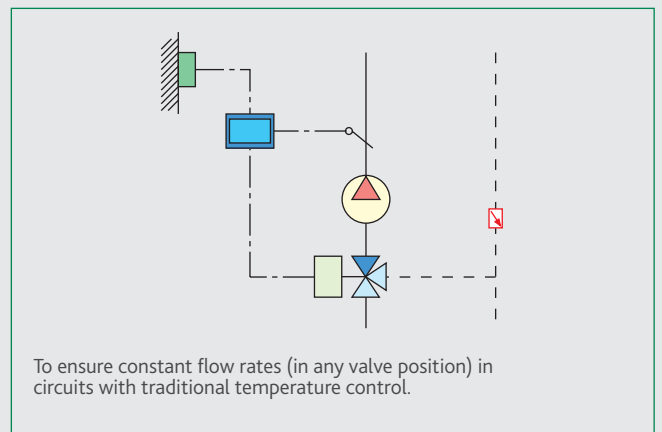 To ensure constant flow rates (in any valve position) in
circuits with traditional temperature control.